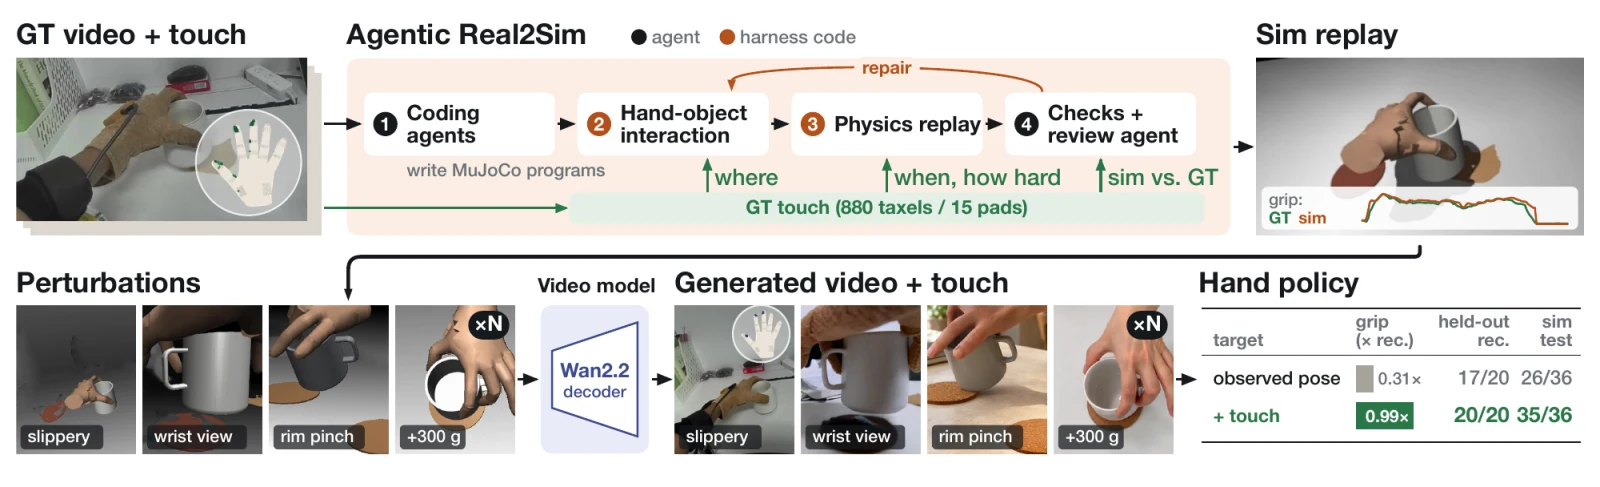 GT video + touch
Agentic Real2Sim
agent
harness code
Sim replay
repair
1 Coding agents
2 Hand-object interaction
3 Physics replay
4 Checks + review agent
write MuJoCo programs
where
when, how hard
sim vs. GT
GT touch (880 taxels / 15 pads)
grip:
GT sim
Perturbations
slippery
wrist view
rim pinch
×N
+300 g
Video model
Wan2.2
decoder
Generated video + touch
slippery
wrist view
rim pinch
×N
+300 g
Hand policy
target grip (× rec.) held-out rec. sim test
observed pose 0.31× 17/20 26/36
+ touch 0.99× 20/20 35/36